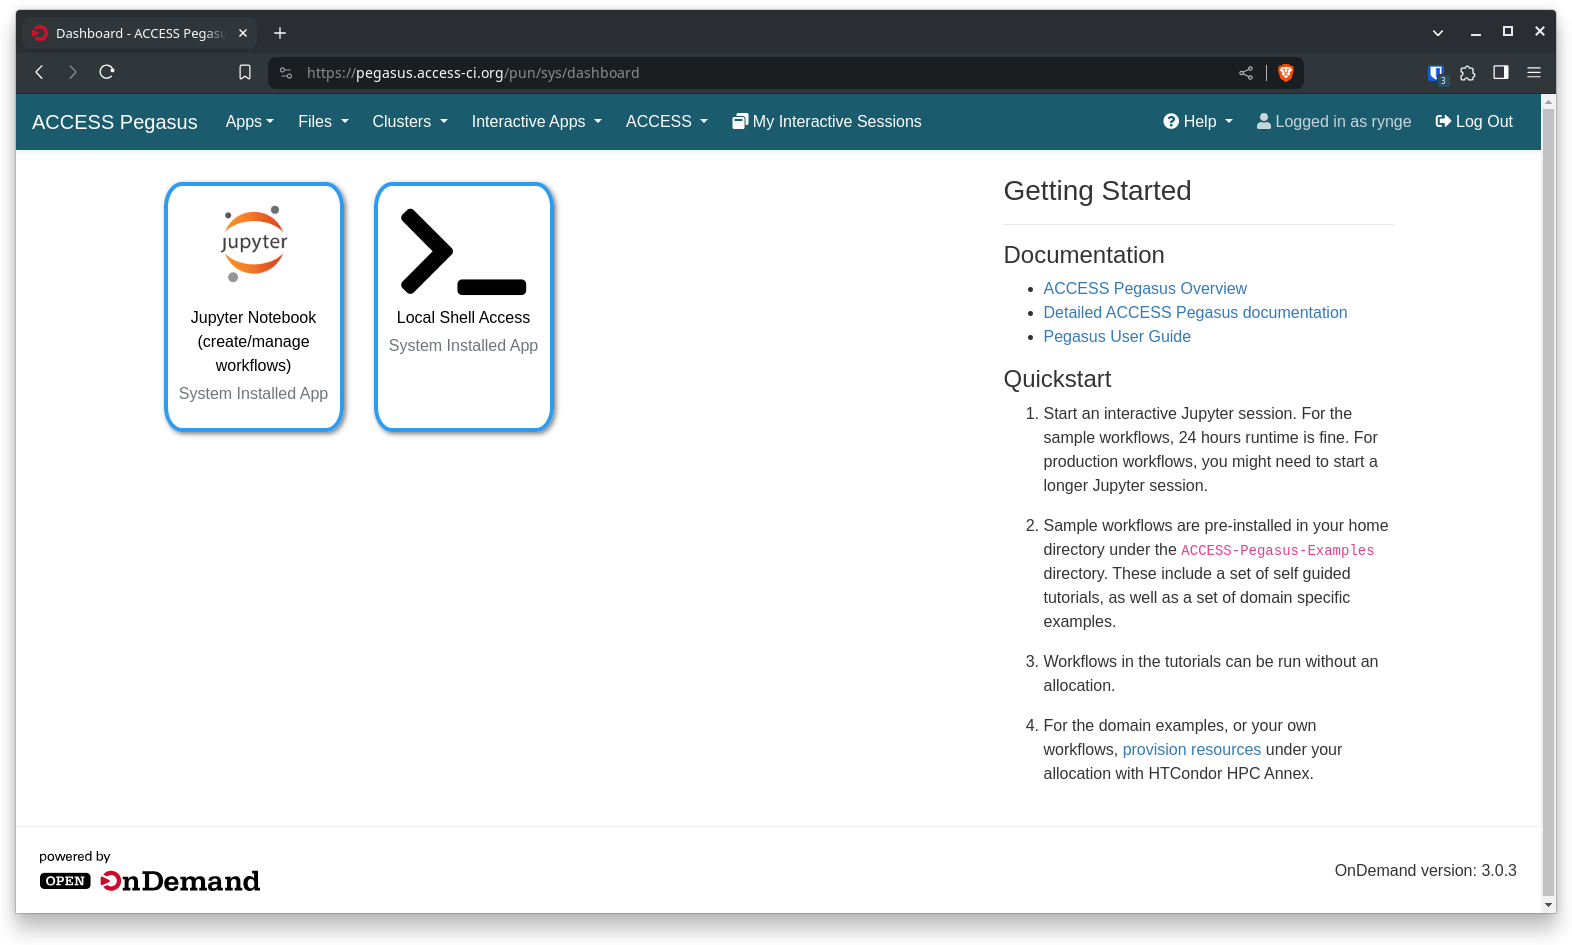 Dashboard - ACCESS Pegasu
https://pegasus.access-ci.org/pun/sys/dashboard
3
ACCESS Pegasus
Apps
Files
Clusters
Interactive Apps
ACCESS
My Interactive Sessions
Help
Logged in as rynge
Log Out
jupyter
Jupyter Notebook
(create/manage
workflows)
System Installed App
Local Shell Access
System Installed App
Getting Started
Documentation
ACCESS Pegasus Overview
Detailed ACCESS Pegasus documentation
Pegasus User Guide
Quickstart
1. Start an interactive Jupyter session. For the
sample workflows, 24 hours runtime is fine. For
production workflows, you might need to start a
longer Jupyter session.
2. Sample workflows are pre-installed in your home
directory under the ACCESS-Pegasus-Examples
directory. These include a set of self guided
tutorials, as well as a set of domain specific
examples.
3. Workflows in the tutorials can be run without an
allocation.
4. For the domain examples, or your own
workflows, provision resources under your
allocation with HTCondor HPC Annex.
powered by
OPEN OnDemand
OnDemand version: 3.0.3